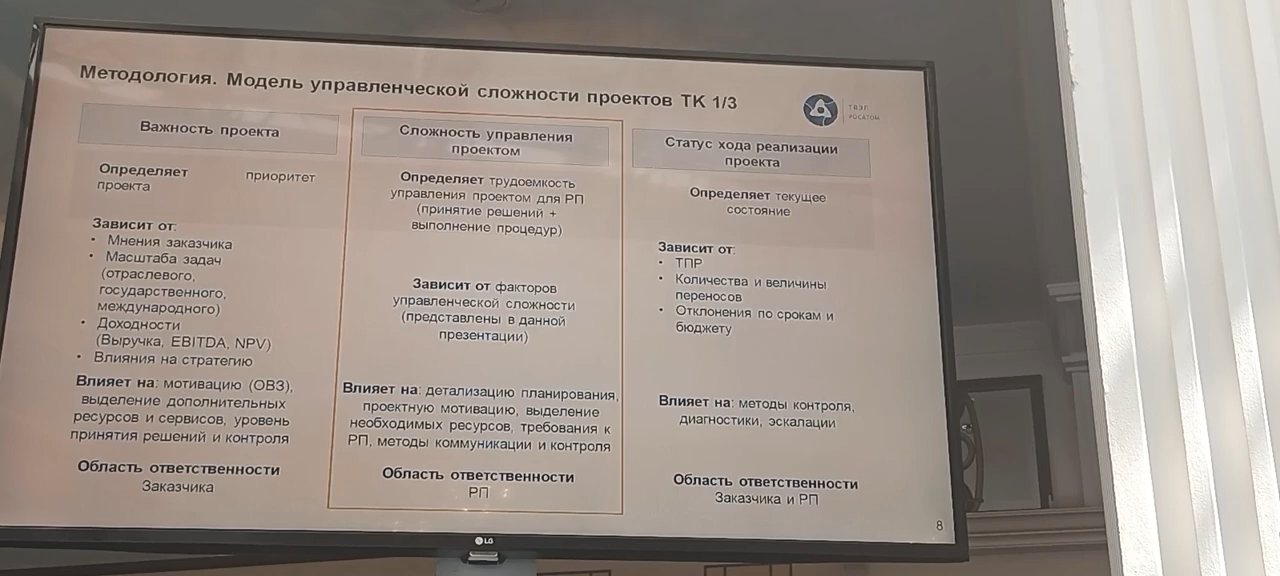 Методология. Модель управленческой сложности проектов ТК 1/3
ТВЭЛ
РОСАТОМ
Важность проекта
Определяет приоритет
проекта
Зависит от:
• Мнения заказчика
• Масштаба задач
(отраслевого,
государственного,
международного)
• Доходности
(Выручка, EBITDA, NPV)
• Влияния на стратегию
Влияет на: мотивацию (ОВЗ),
выделение дополнительных
ресурсов и сервисов, уровень
принятия решений и контроля
Область ответственности
Заказчика
Сложность управления
проектом
Определяет трудоемкость
управления проектом для РП
(принятие решений +
выполнение процедур)
Зависит от факторов
управленческой сложности
(представлены в данной
презентации)
Влияет на: детализацию планирования,
проектную мотивацию, выделение
необходимых ресурсов, требования к
РП, методы коммуникации и контроля
Область ответственности
РП
Статус хода реализации
проекта
Определяет текущее
состояние
Зависит от:
• ТПР
• Количества и величины
переносов
• Отклонения по срокам и
бюджету
Влияет на: методы контроля,
диагностики, эскалации
Область ответственности
Заказчика и РП
8
LG